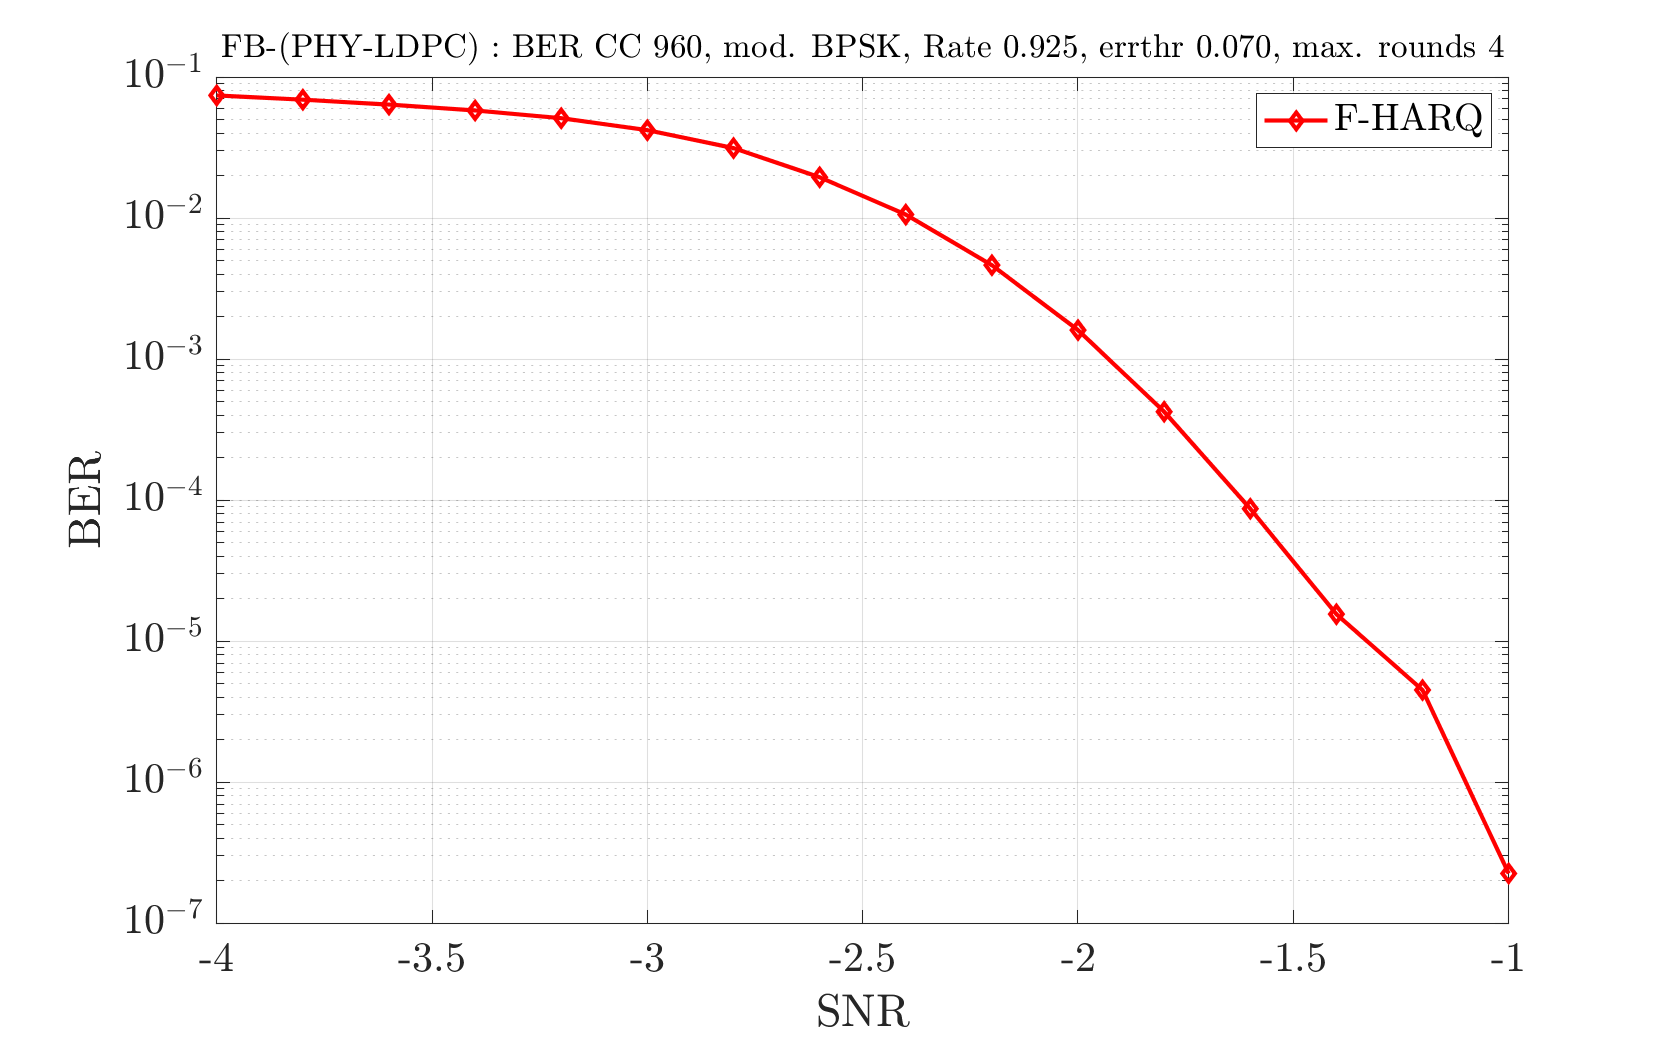 FB-(PHY-LDPC) : BER CC 960, mod. BPSK, Rate 0.925, errthr 0.070, max. rounds 4
F-HARQ
BER
10^{-1}
10^{-2}
10^{-3}
10^{-4}
10^{-5}
10^{-6}
10^{-7}
-4 -3.5 -3 -2.5 -2 -1.5 -1
SNR